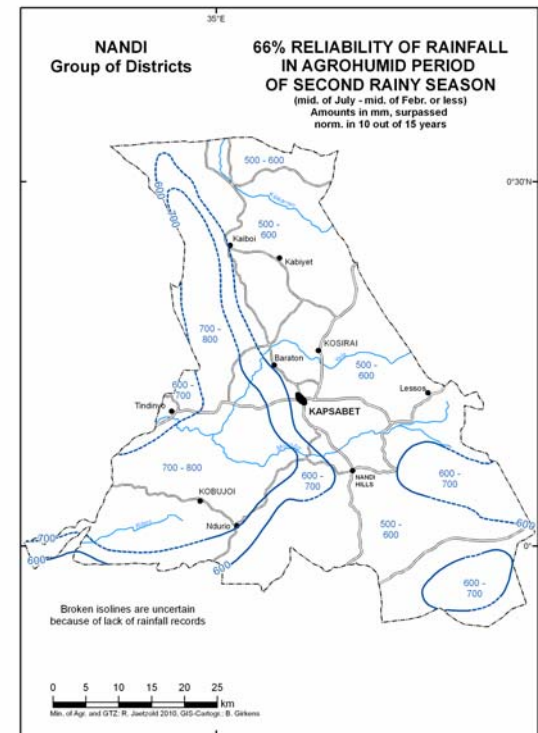 35°E
NANDI
Group of Districts
66% RELIABILITY OF RAINFALL
IN AGROHUMID PERIOD
OF SECOND RAINY SEASON
(mid. of July - mid. of Febr. or less)
Amounts in mm, surpassed
norm. in 10 out of 15 years
500 - 600
0°30'N
600
700
500 -
600
Kaiboi
Kabiyet
700 -
800
KOSIRAI
Baraton
500 -
600
600 -
700
Lessos
Tindinyo
KAPSABET
700 - 800
600 -
700
NANDI
HILLS
600 -
700
KOBUJOI
500 -
600
Ndurio
600
700
600
600
0°
600 -
700
Broken isolines are uncertain
because of lack of rainfall records
0 5 10 15 20 25
km
Min. of Agr. and GTZ: R. Jaetzold 2010, GIS-Cartogr.: B. Girkens